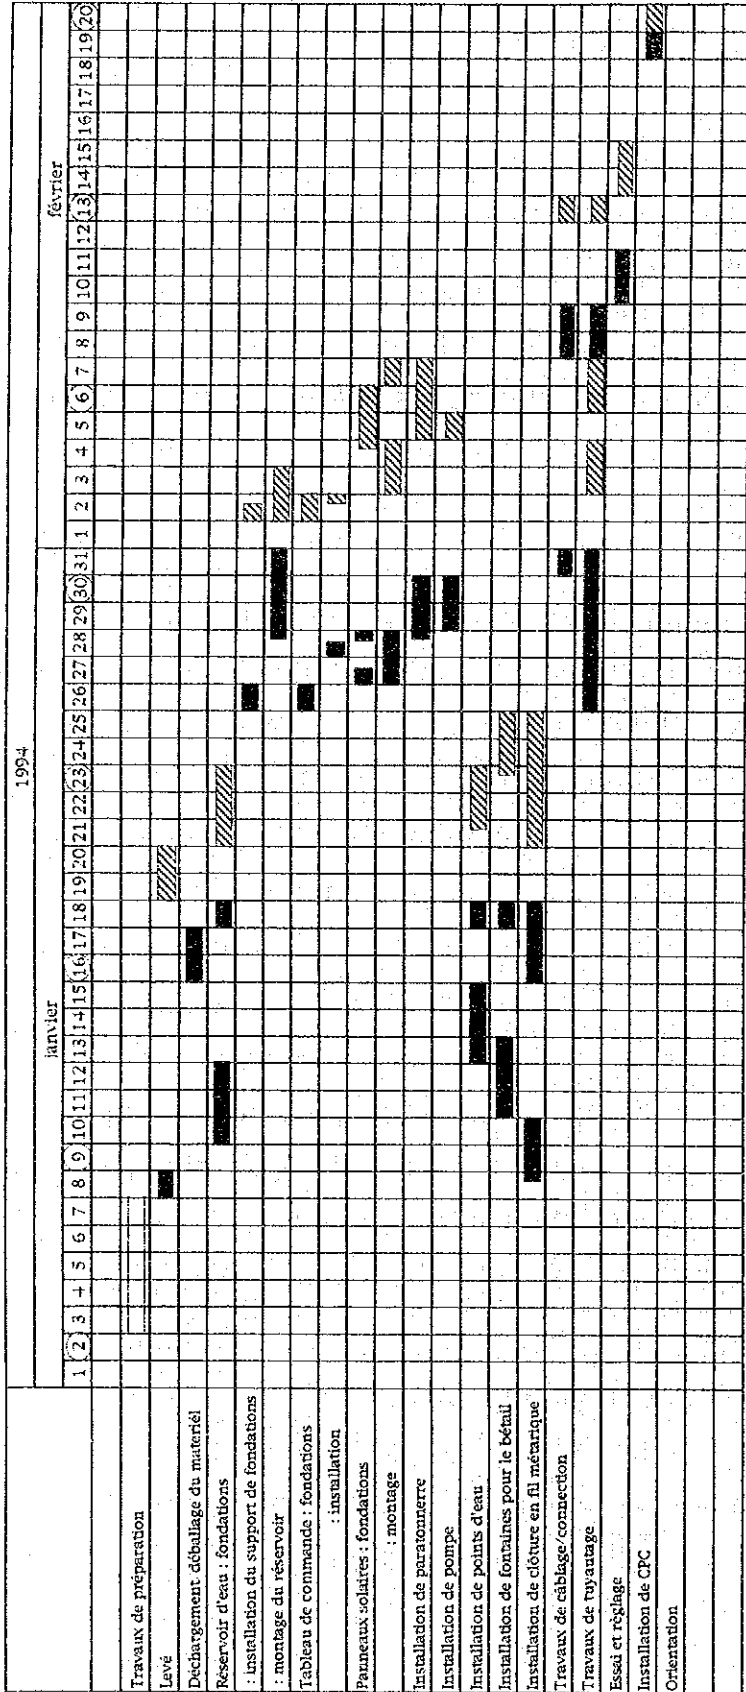 1994
janvier
février
1 (2) 3 4 5 6 7 8 (9) 10 11 12 13 14 15 (16) 17 18 19 20 21 22 (23) 24 25 26 27 28 29 (30) 31 1 2 3 4 5 (6) 7 8 9 10 11 12 (13) 14 15 16 17 18 19 (20)
Travaux de préparation
Levé
Déchargement, déballage du matériel
Réservoir d'eau : fondations
: installation du support de fondations
: montage du réservoir
Tableau de commande : fondations
: installation
Panneaux solaires : fondations
: montage
Installation de paratonnerre
Installation de pompe
Installation de points d'eau
Installation de fontaines pour le bétail
Installation de clôture en fil métarique
Travaux de câblage/connection
Travaux de tuyautage
Essai et réglage
Installation de CPC
Orientation